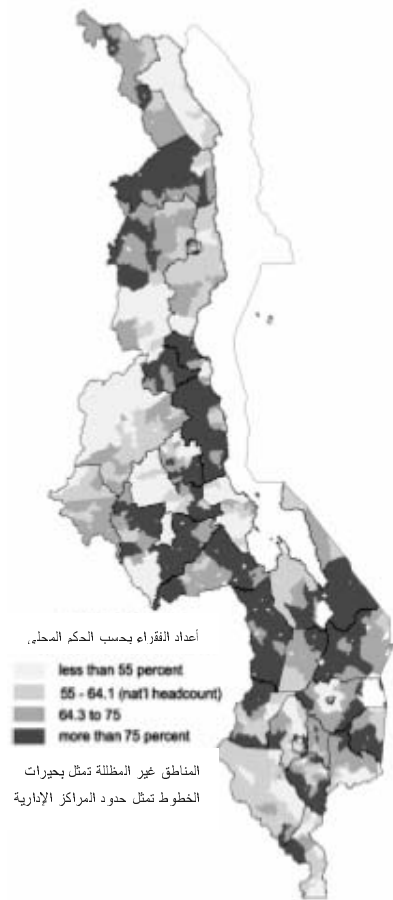 أعداد الفقراء بحسب الحكم المحلي
less than 55 percent
55 - 64.1 (nat'l headcount)
64.3 to 75
more than 75 percent
المناطق غير المظللة تمثل بحيرات
الخطوط تمثل حدود المراكز الإدارية